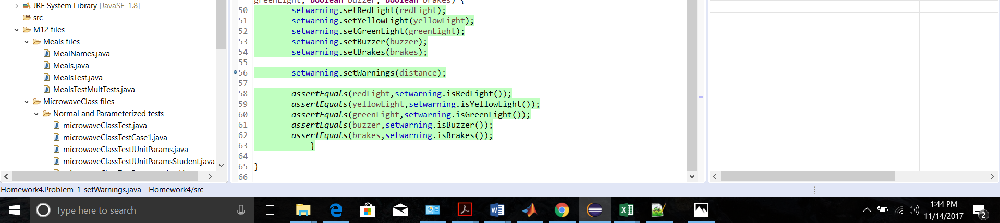 JRE System Library [JavaSE-1.8]
src
M12 files
Meals files
MealNames.java
Meals.java
MealsTest.java
MealsTestMultTests.java
MicrowaveClass files
Normal and Parameterized tests
microwaveClassTest.java
microwaveClassTestCase1.java
microwaveClassTestJUnitParams.java
microwaveClassTestJUnitParamsStudent.java
greenLight, boolean buzzer, boolean brakes) {
50 setwarning.setRedLight(redLight);
51 setwarning.setYellowLight(yellowLight);
52 setwarning.setGreenLight(greenLight);
53 setwarning.setBuzzer(buzzer);
54 setwarning.setBrakes(brakes);
55
56 setwarning.setWarnings(distance);
57
58 assertEquals(redLight,setwarning.isRedLight());
59 assertEquals(yellowLight,setwarning.isYellowLight());
60 assertEquals(greenLight,setwarning.isGreenLight());
61 assertEquals(buzzer,setwarning.isBuzzer());
62 assertEquals(brakes,setwarning.isBrakes());
63 }
64
65 }
66
Homework4.Problem_1_setWarnings.java - Homework4/src
Type here to search
1:44 PM
11/14/2017
2